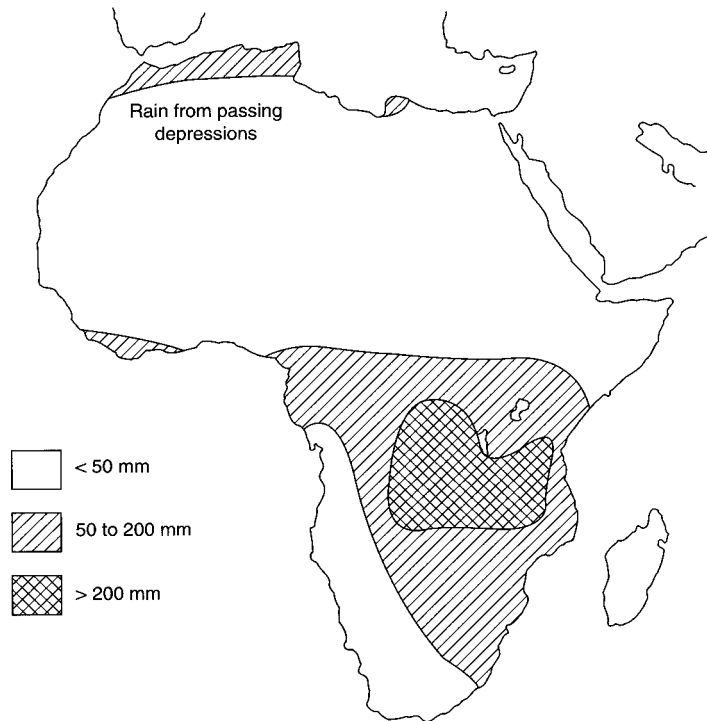 Rain from passing
depressions
< 50 mm
50 to 200 mm
> 200 mm